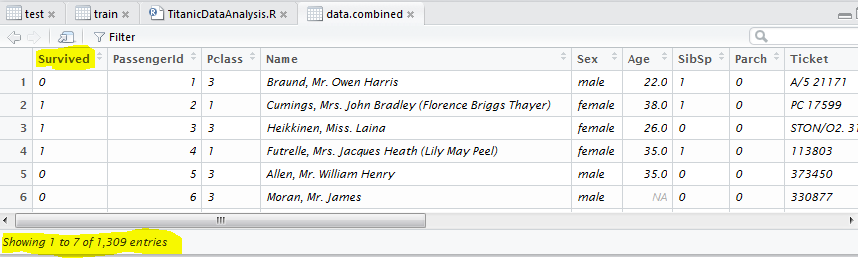 test train TitanicDataAnalysis.R data.combined
Filter
Survived PassengerId Pclass Name Sex Age SibSp Parch Ticket
1 0 1 3 Braund, Mr. Owen Harris male 22.0 1 0 A/5 21171
2 1 2 1 Cumings, Mrs. John Bradley (Florence Briggs Thayer) female 38.0 1 0 PC 17599
3 1 3 3 Heikkinen, Miss. Laina female 26.0 0 0 STON/O2. 31
4 1 4 1 Futrelle, Mrs. Jacques Heath (Lily May Peel) female 35.0 1 0 113803
5 0 5 3 Allen, Mr. William Henry male 35.0 0 0 373450
6 0 6 3 Moran, Mr. James male NA 0 0 330877
Showing 1 to 7 of 1,309 entries